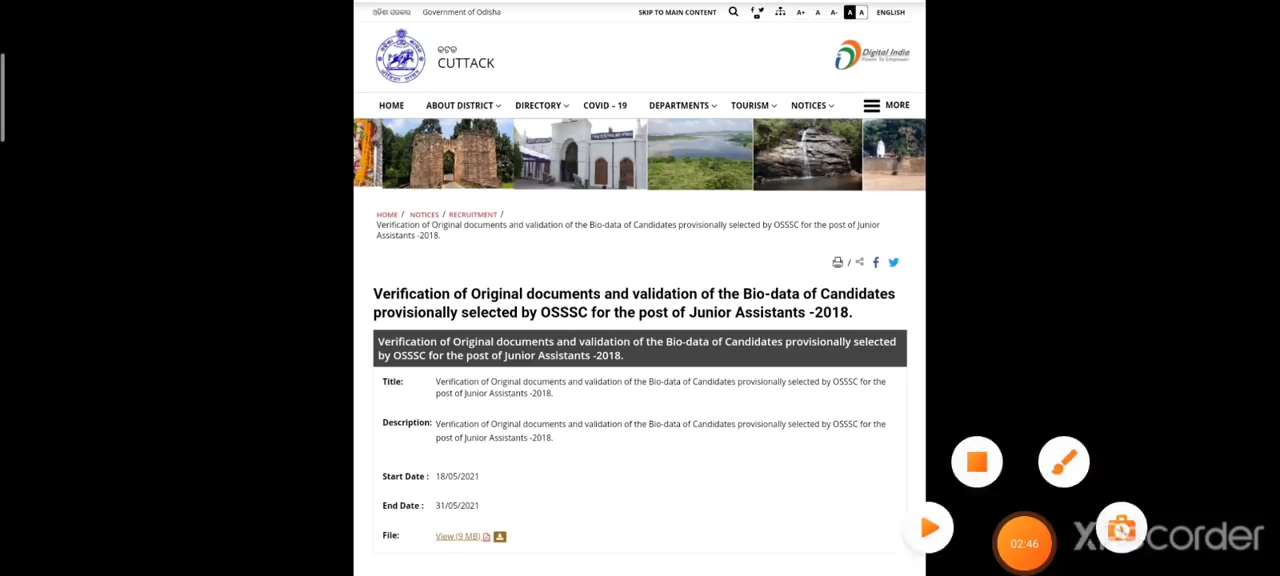 ଓଡ଼ିଶା ସରକାର Government of Odisha SKIP TO MAIN CONTENT A+ A A- A A ENGLISH
କଟକ
CUTTACK
Digital India
Power To Empower
HOME ABOUT DISTRICT DIRECTORY COVID – 19 DEPARTMENTS TOURISM NOTICES MORE
HOME / NOTICES / RECRUITMENT /
Verification of Original documents and validation of the Bio-data of Candidates provisionally selected by OSSSC for the post of Junior
Assistants -2018.
/
Verification of Original documents and validation of the Bio-data of Candidates
provisionally selected by OSSSC for the post of Junior Assistants -2018.
Verification of Original documents and validation of the Bio-data of Candidates provisionally selected
by OSSSC for the post of Junior Assistants -2018.
Title: Verification of Original documents and validation of the Bio-data of Candidates provisionally selected by OSSSC for the
post of Junior Assistants -2018.
Description: Verification of Original documents and validation of the Bio-data of Candidates provisionally selected by OSSSC for the
post of Junior Assistants -2018.
Start Date : 18/05/2021
End Date : 31/05/2021
File: View (9 MB)
02:46